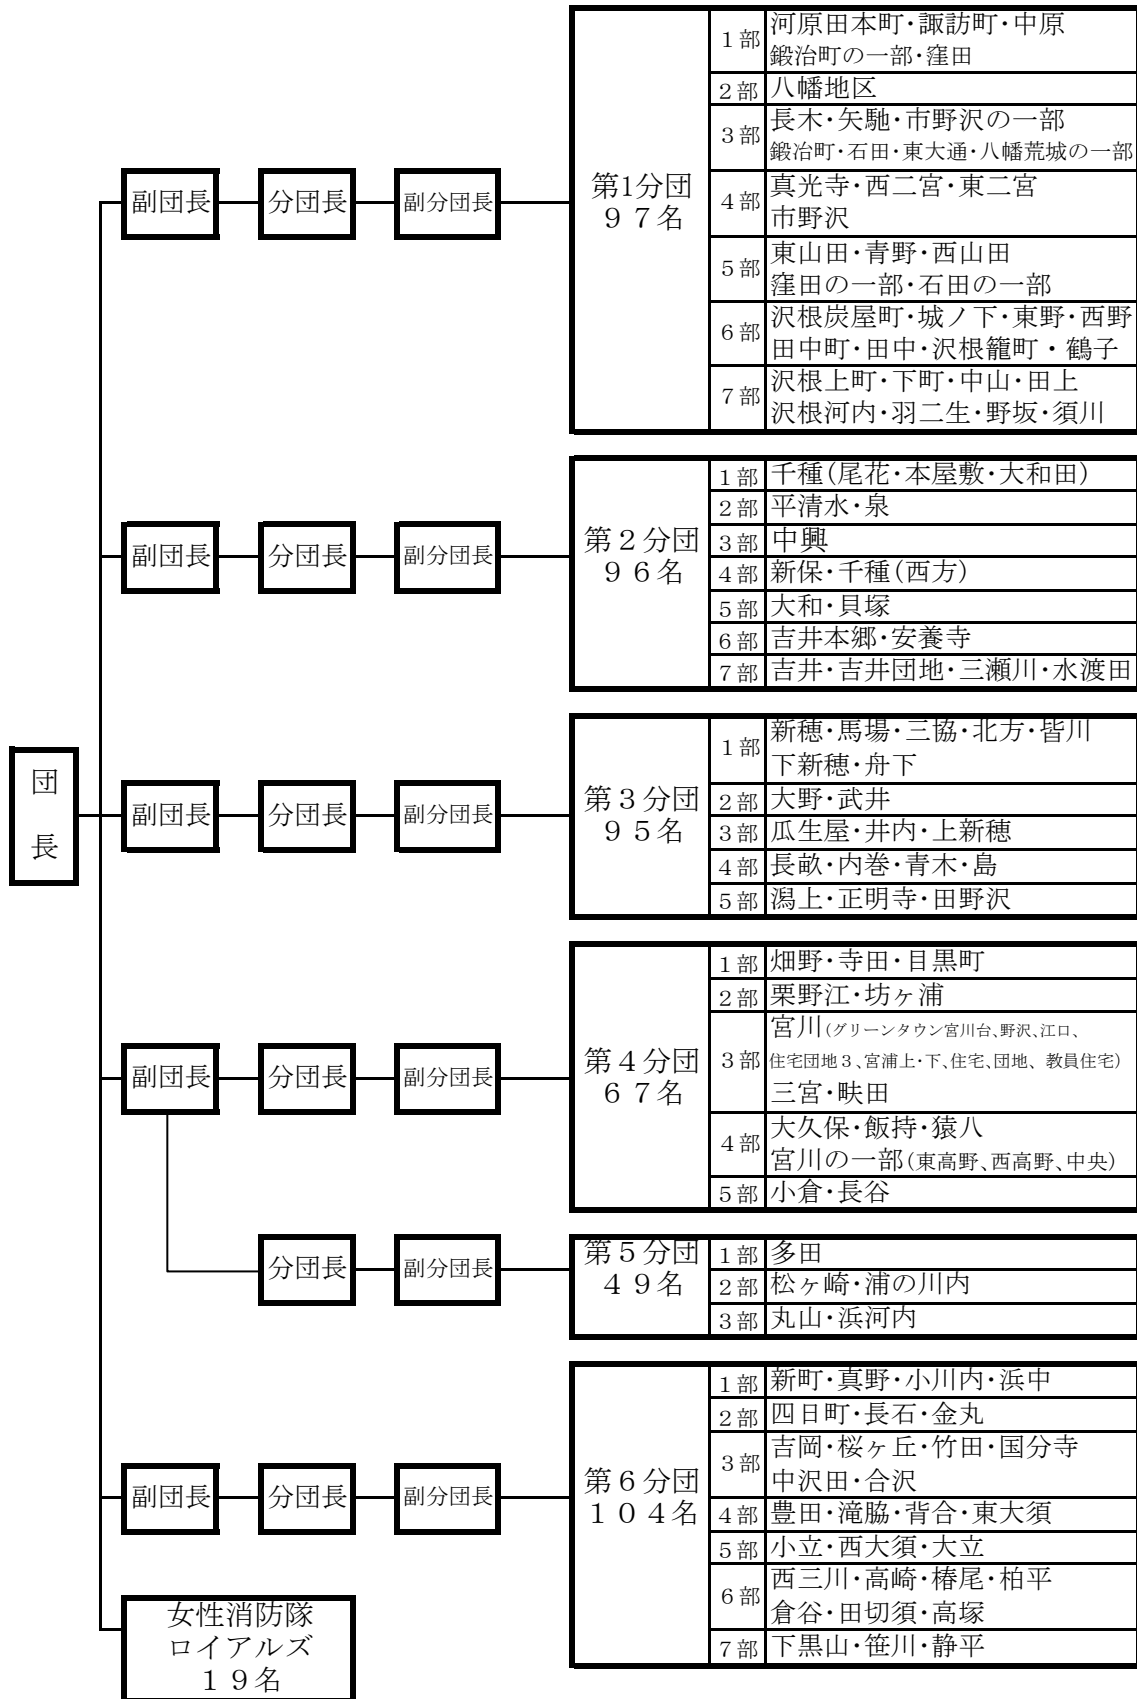 団
長
副団長
分団長
副分団長
第1分団
９７名
１部
河原田本町・諏訪町・中原
鍛治町の一部・窪田
２部
八幡地区
３部
長木・矢馳・市野沢の一部
鍛冶町・石田・東大通・八幡荒城の一部
４部
真光寺・西二宮・東二宮
市野沢
５部
東山田・青野・西山田
窪田の一部・石田の一部
６部
沢根炭屋町・城ノ下・東野・西野
田中町・田中・沢根籠町・鶴子
７部
沢根上町・下町・中山・田上
沢根河内・羽二生・野坂・須川
副団長
分団長
副分団長
第２分団
９６名
１部
千種(尾花・本屋敷・大和田)
２部
平清水・泉
３部
中興
４部
新保・千種(西方)
５部
大和・貝塚
６部
吉井本郷・安養寺
７部
吉井・吉井団地・三瀬川・水渡田
副団長
分団長
副分団長
第３分団
９５名
１部
新穂・馬場・三協・北方・皆川
下新穂・舟下
２部
大野・武井
３部
瓜生屋・井内・上新穂
４部
長畝・内巻・青木・島
５部
潟上・正明寺・田野沢
副団長
分団長
副分団長
第４分団
６７名
１部
畑野・寺田・目黒町
２部
栗野江・坊ヶ浦
３部
宮川(グリーンタウン宮川台、野沢、江口、
住宅団地３、宮浦上・下、住宅、団地、教員住宅)
三宮・畉田
４部
大久保・飯持・猿八
宮川の一部(東高野、西高野、中央)
５部
小倉・長谷
分団長
副分団長
第５分団
４９名
１部
多田
２部
松ヶ崎・浦の川内
３部
丸山・浜河内
副団長
分団長
副分団長
第６分団
１０４名
１部
新町・真野・小川内・浜中
２部
四日町・長石・金丸
３部
吉岡・桜ヶ丘・竹田・国分寺
中沢田・合沢
４部
豊田・滝脇・背合・東大須
５部
小立・西大須・大立
６部
西三川・高崎・椿尾・柏平
倉谷・田切須・高塚
７部
下黒山・笹川・静平
女性消防隊
ロイアルズ
１９名